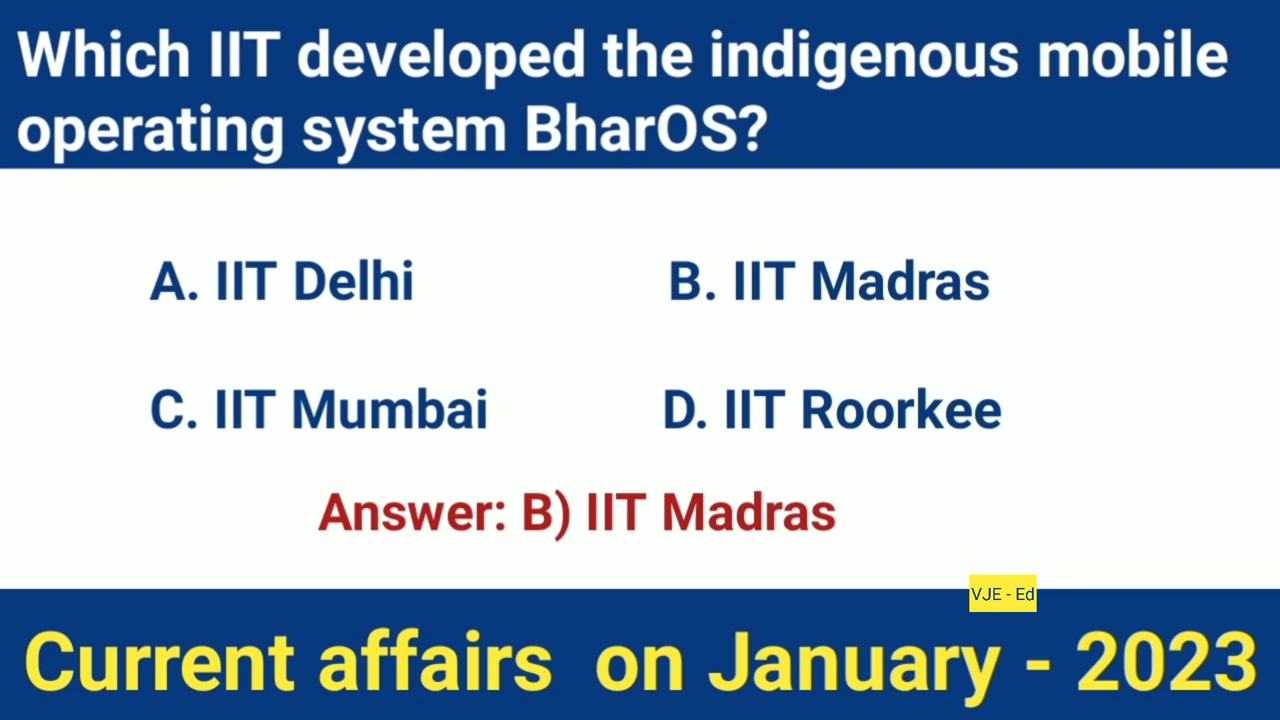 Which IIT developed the indigenous mobile
operating system BharOS?
A. IIT Delhi B. IIT Madras
C. IIT Mumbai D. IIT Roorkee
Answer: B) IIT Madras
VJE - Ed
Current affairs on January - 2023